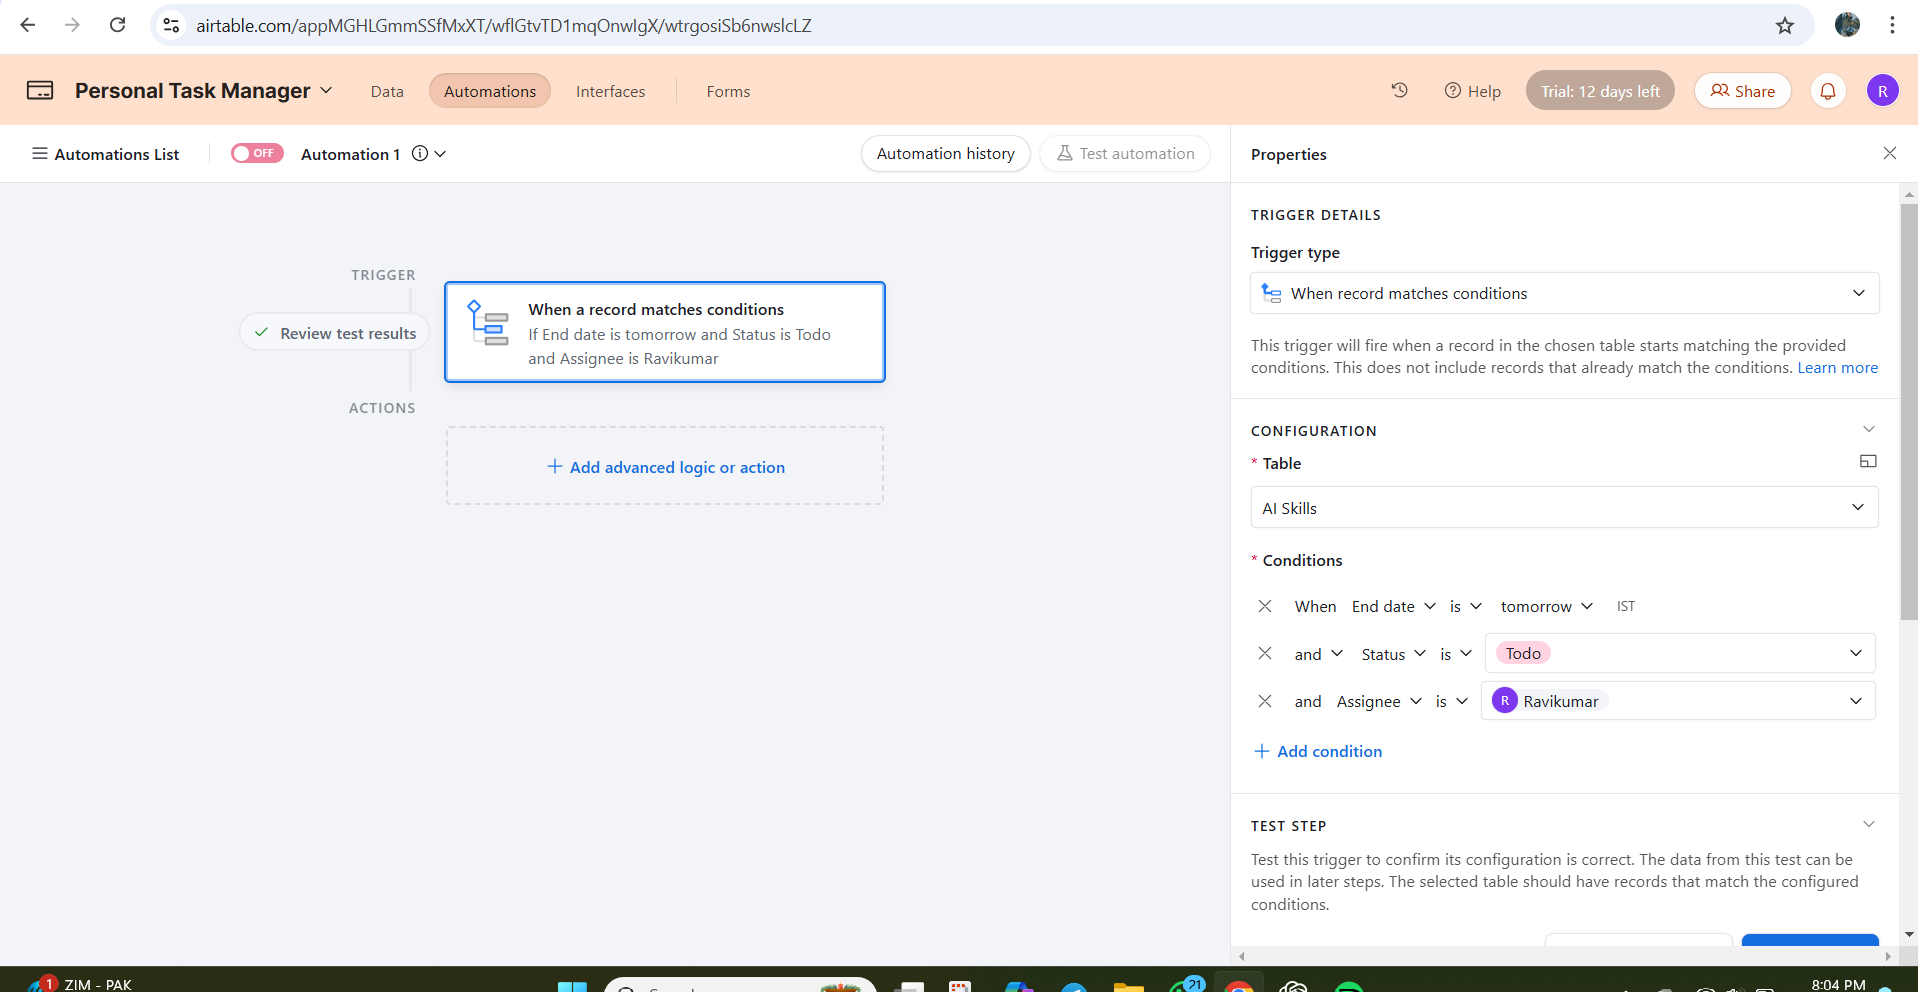 airtable.com/appMGHLGmmSSfMxXT/wflGtvTD1mqOnwIgX/wtrgosiSb6nwslcLZ
Personal Task Manager
Data
Automations
Interfaces
Forms
Help
Trial: 12 days left
Share
R
Automations List
OFF
Automation 1
Automation history
Test automation
Properties
TRIGGER DETAILS
Trigger type
When record matches conditions
This trigger will fire when a record in the chosen table starts matching the provided
conditions. This does not include records that already match the conditions. Learn more
TRIGGER
Review test results
When a record matches conditions
If End date is tomorrow and Status is Todo
and Assignee is Ravikumar
ACTIONS
+ Add advanced logic or action
CONFIGURATION
* Table
AI Skills
* Conditions
When End date is tomorrow IST
and Status is Todo
and Assignee is R Ravikumar
+ Add condition
TEST STEP
Test this trigger to confirm its configuration is correct. The data from this test can be
used in later steps. The selected table should have records that match the configured
conditions.
1
ZIM - PAK
21
8:04 PM